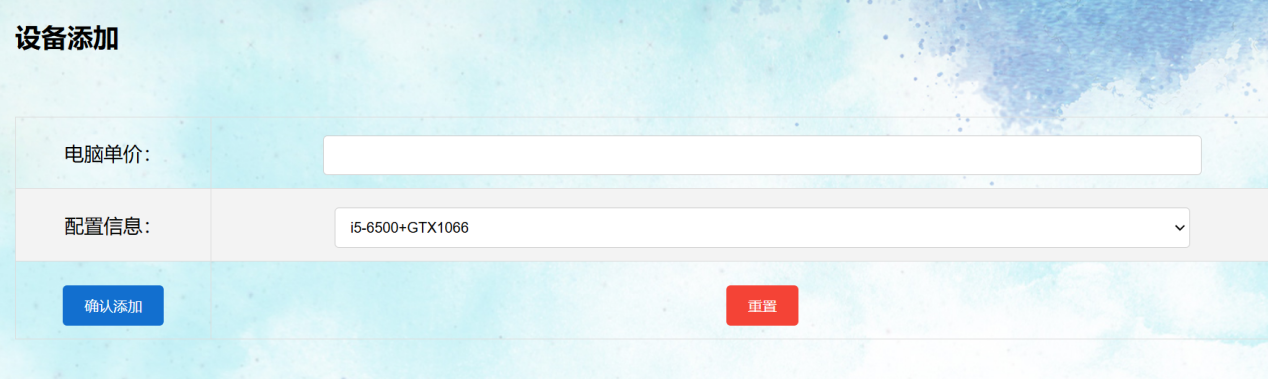 设备添加
电脑单价：
配置信息：
i5-6500+GTX1066
确认添加
重置